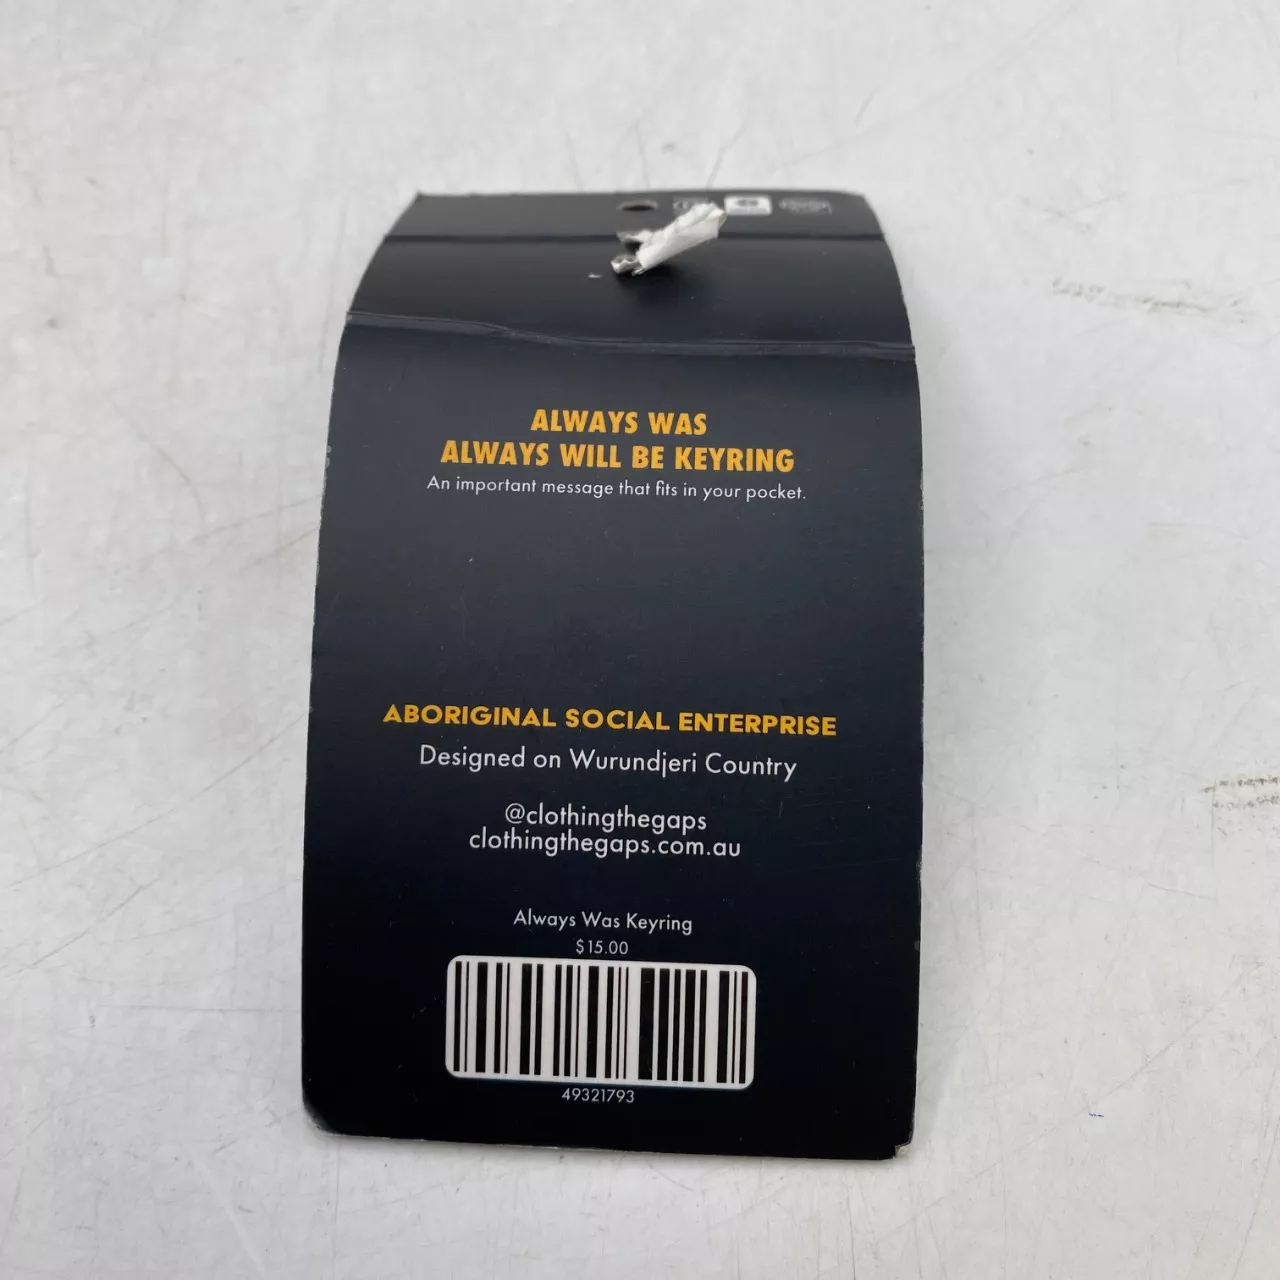 ALWAYS WAS
ALWAYS WILL BE KEYRING
An important message that fits in your pocket.
ABORIGINAL SOCIAL ENTERPRISE
Designed on Wurundjeri Country
@clothingthegaps
clothingthegaps.com.au
Always Was Keyring
$15.00
49321793